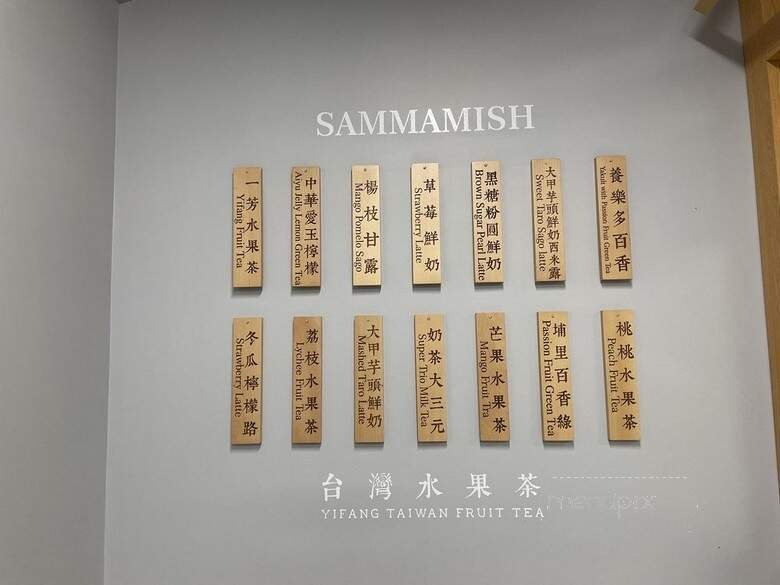 SAMMAMISH
一芳水果茶
Yifang Fruit Tea
中華愛玉檸檬
Aiyu Jelly Lemon Green Tea
楊枝甘露
Mango Pomelo Sago
草莓鮮奶
Strawberry Latte
黑糖粉圓鮮奶
Brown Sugar Pearl Latte
大甲芋頭鮮奶西米露
Sweet Taro Sago latte
養樂多百香
Yakult with Passion Fruit Green Tea
冬瓜檸檬路
Strawberry Latte
荔枝水果茶
Lychee Fruit Tea
大甲芋頭鮮奶
Mashed Taro Latte
奶茶大三元
Super Trio Milk Tea
芒果水果茶
Mango Fruit Tra
埔里百香綠
Passion Fruit Green Tea
桃桃水果茶
Peach Fruit Tea
台灣水果茶
YIFANG TAIWAN FRUIT TEA